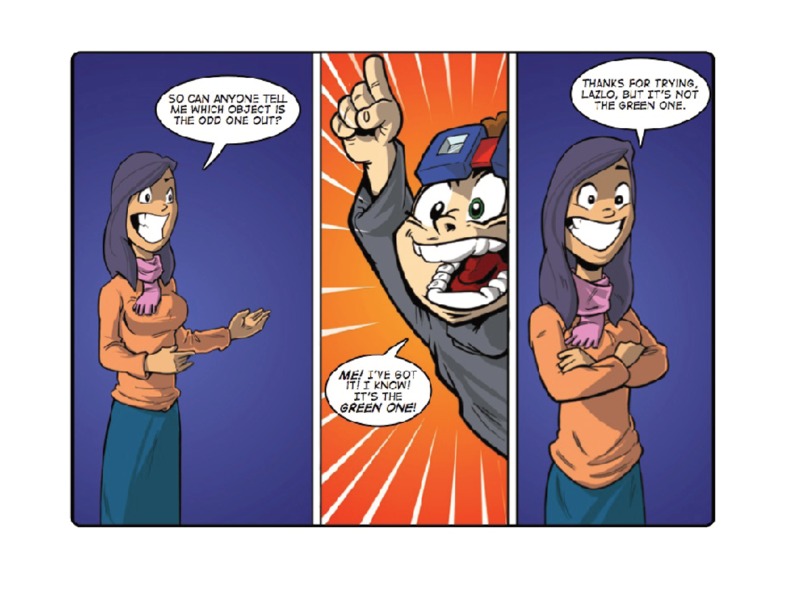 SO CAN ANYONE TELL
ME WHICH OBJECT IS
THE ODD ONE OUT?
ME! I'VE GOT
IT! I KNOW!
IT'S THE
GREEN ONE!
THANKS FOR TRYING,
LAZLO, BUT IT'S NOT
THE GREEN ONE.